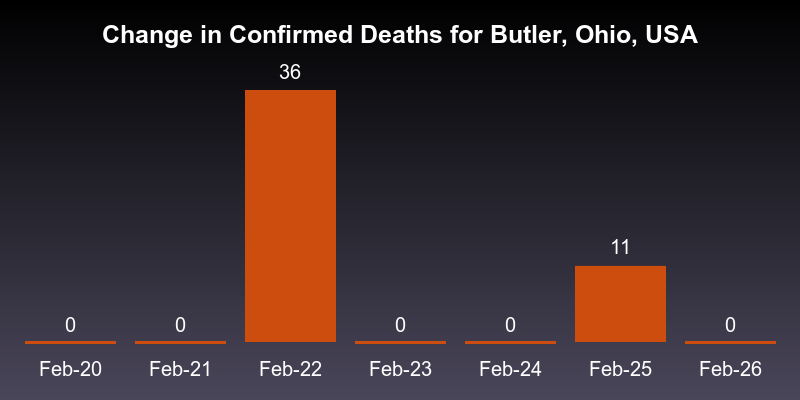 Change in Confirmed Deaths for Butler, Ohio, USA
36
11
0 0 0 0 0
Feb-20 Feb-21 Feb-22 Feb-23 Feb-24 Feb-25 Feb-26